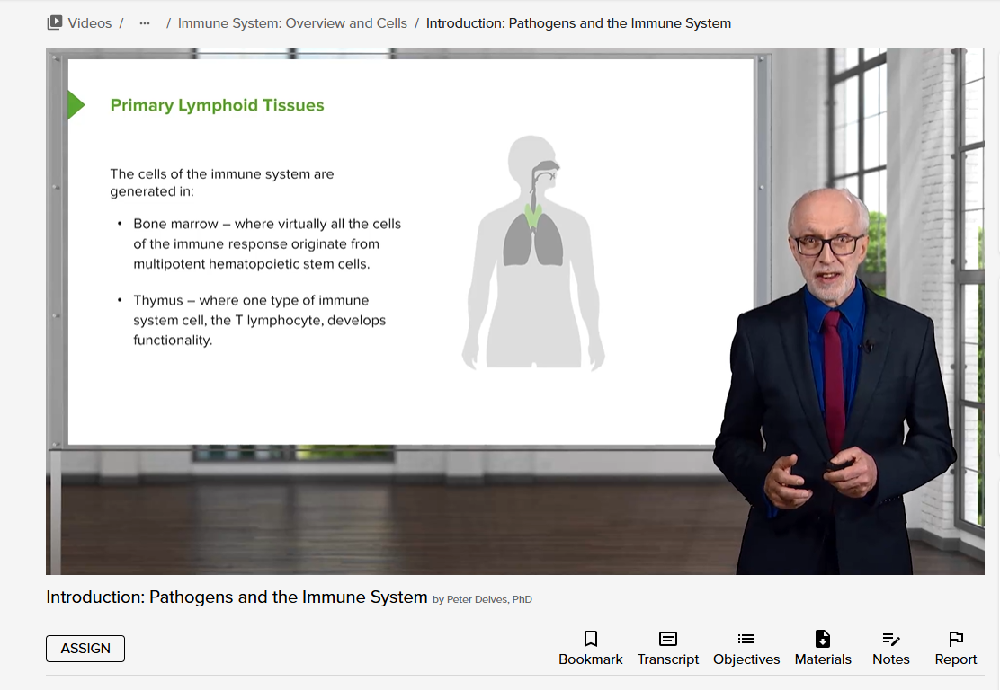 Videos / ... / Immune System: Overview and Cells / Introduction: Pathogens and the Immune System
Primary Lymphoid Tissues
The cells of the immune system are
generated in:
• Bone marrow – where virtually all the cells
of the immune response originate from
multipotent hematopoietic stem cells.
• Thymus – where one type of immune
system cell, the T lymphocyte, develops
functionality.
Introduction: Pathogens and the Immune System by Peter Delves, PhD
ASSIGN
Bookmark Transcript Objectives Materials Notes Report